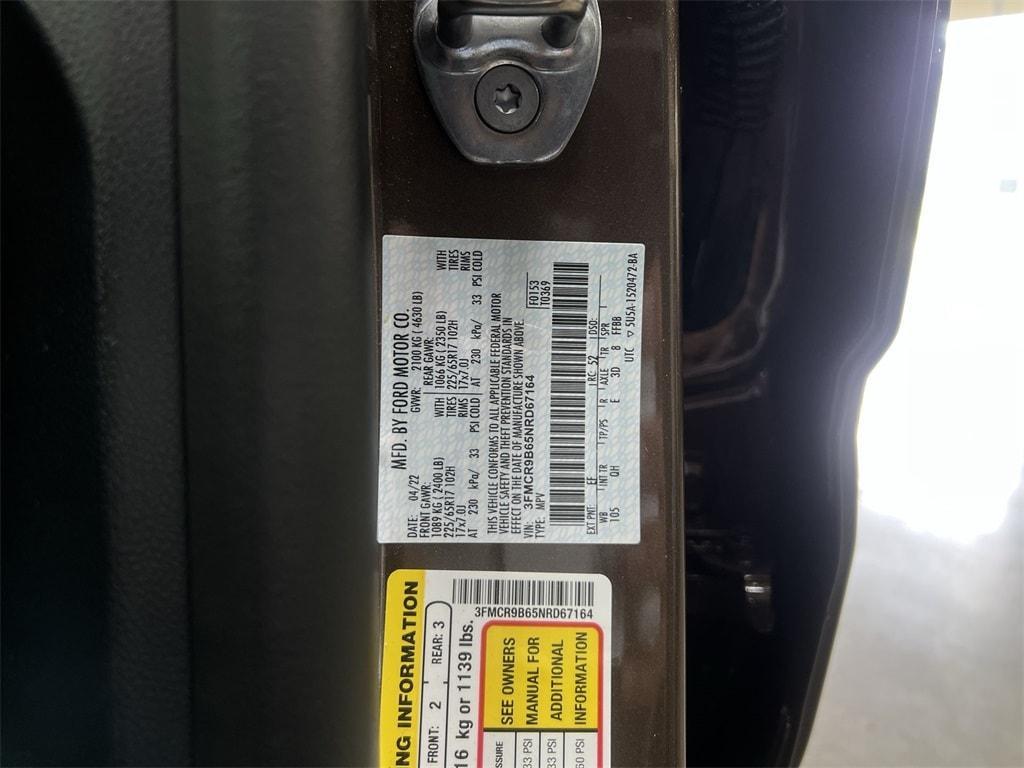 MFD. BY FORD MOTOR CO.
DATE: 04/22 GVWR: 2100 KG ( 4630 LB)
FRONT GAWR: REAR GAWR:
1089 KG ( 2400 LB) WITH 1066 KG ( 2350 LB) WITH
225/65R17 102H TIRES 225/65R17 102H TIRES
17x7.0J RIMS 17x7.0J RIMS
AT 230 kPa/ 33 PSI COLD AT 230 kPa/ 33 PSI COLD
THIS VEHICLE CONFORMS TO ALL APPLICABLE FEDERAL MOTOR
VEHICLE SAFETY AND THEFT PREVENTION STANDARDS IN
EFFECT ON THE DATE OF MANUFACTURE SHOWN ABOVE.
VIN: 3FMCR9B65NRD67164
TYPE: MPV
F0153
T0369
EXT PNT: EF RC: 52 DSO:
WB INT TR TP/PS R AXLE TR SPR
105 QH E 3D 8 FFBB
UTC ▽ 5U5A-1520472-BA
NG INFORMATION
FRONT: 2 REAR: 3
16 kg or 1139 lbs.
3FMCR9B65NRD67164
SEE OWNERS
MANUAL FOR
ADDITIONAL
INFORMATION
SSURE
33 PSI
33 PSI
60 PSI